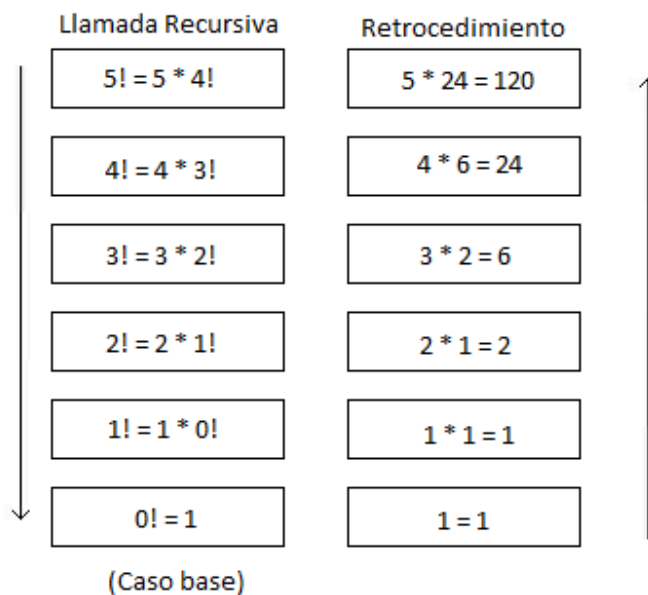 Llamada Recursiva
5! = 5 * 4!
4! = 4 * 3!
3! = 3 * 2!
2! = 2 * 1!
1! = 1 * 0!
0! = 1
(Caso base)
Retrocedimiento
5 * 24 = 120
4 * 6 = 24
3 * 2 = 6
2 * 1 = 2
1 * 1 = 1
1 = 1